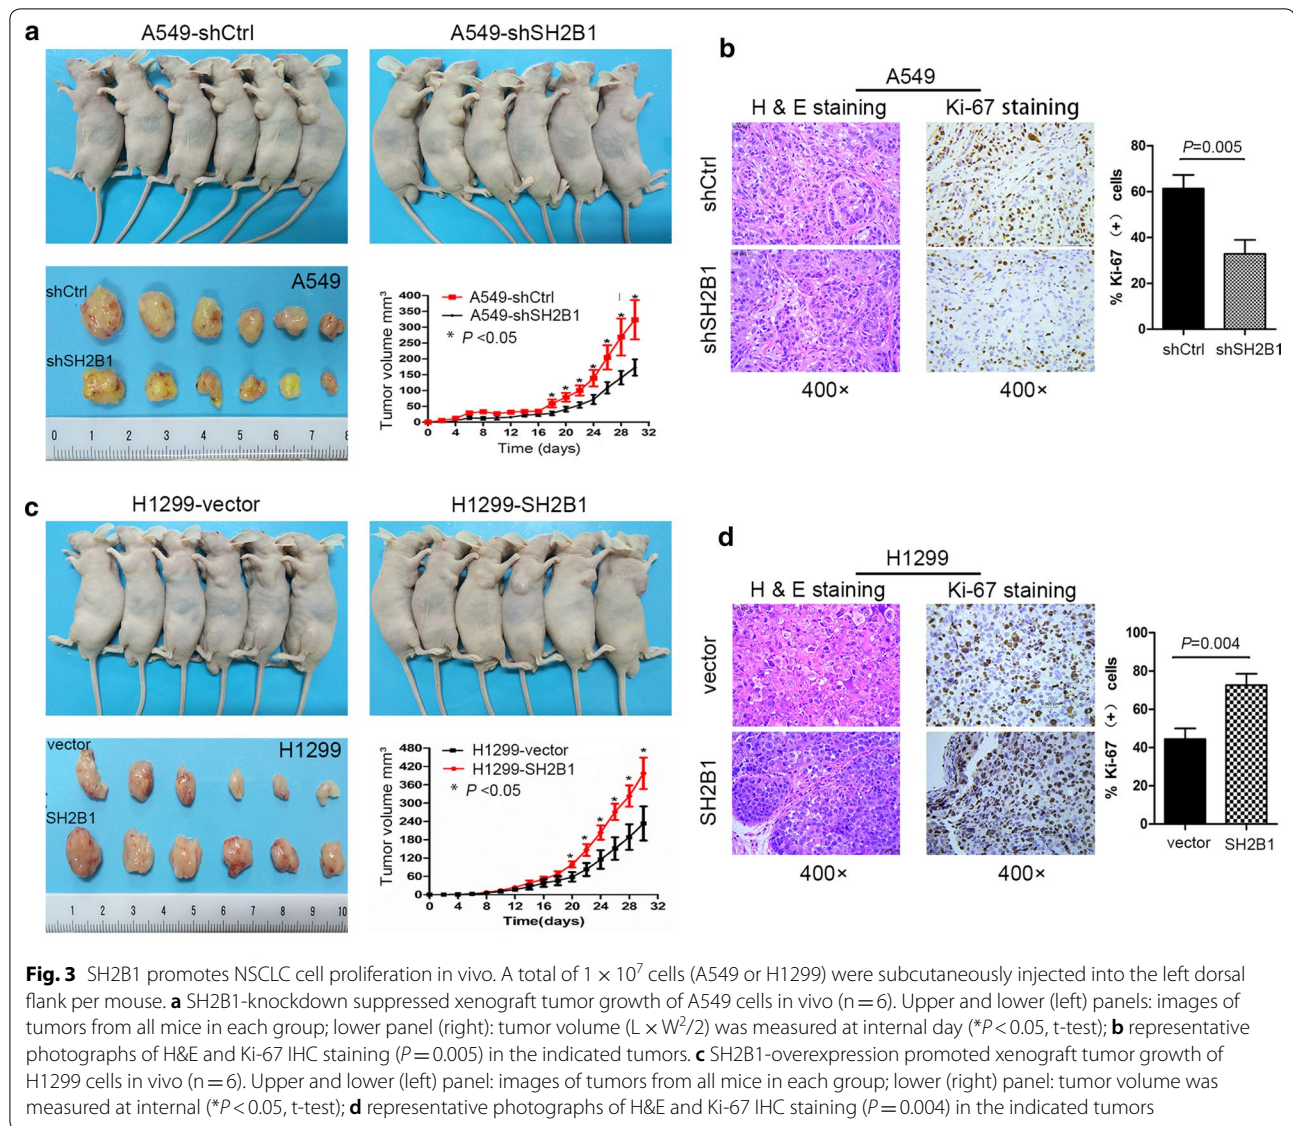 a
A549-shCtrl
A549-shSH2B1
A549
shCtrl
shSH2B1
0 1 2 3 4 5 6 7 8
Tumor volume mm³
400
350
300
250
200
150
100
50
0
A549-shCtrl
A549-shSH2B1
* P <0.05
* * * * * * *
0 4 8 12 16 20 24 28 32
Time (days)
b
A549
H & E staining
Ki-67 staining
shCtrl
shSH2B1
400×
400×
% Ki-67 (+) cells
80
60
40
20
0
P=0.005
shCtrl
shSH2B1
c
H1299-vector
H1299-SH2B1
vector
H1299
SH2B1
1 2 3 4 5 6 7 8 9 10
Tumor volume mm³
480
420
360
300
240
180
120
60
0
H1299-vector
H1299-SH2B1
* P <0.05
* * * * * *
0 4 8 12 16 20 24 28 32
Time(days)
d
H1299
H & E staining
Ki-67 staining
vector
SH2B1
400×
400×
% Ki-67 (+) cells
100
80
60
40
20
0
P=0.004
vector
SH2B1
Fig. 3 SH2B1 promotes NSCLC cell proliferation in vivo. A total of 1 × 10⁷ cells (A549 or H1299) were subcutaneously injected into the left dorsal
flank per mouse. a SH2B1-knockdown suppressed xenograft tumor growth of A549 cells in vivo (n = 6). Upper and lower (left) panels: images of
tumors from all mice in each group; lower panel (right): tumor volume (L × W²/2) was measured at internal day (*P < 0.05, t-test); b representative
photographs of H&E and Ki-67 IHC staining (P = 0.005) in the indicated tumors. c SH2B1-overexpression promoted xenograft tumor growth of
H1299 cells in vivo (n = 6). Upper and lower (left) panel: images of tumors from all mice in each group; lower (right) panel: tumor volume was
measured at internal (*P < 0.05, t-test); d representative photographs of H&E and Ki-67 IHC staining (P = 0.004) in the indicated tumors